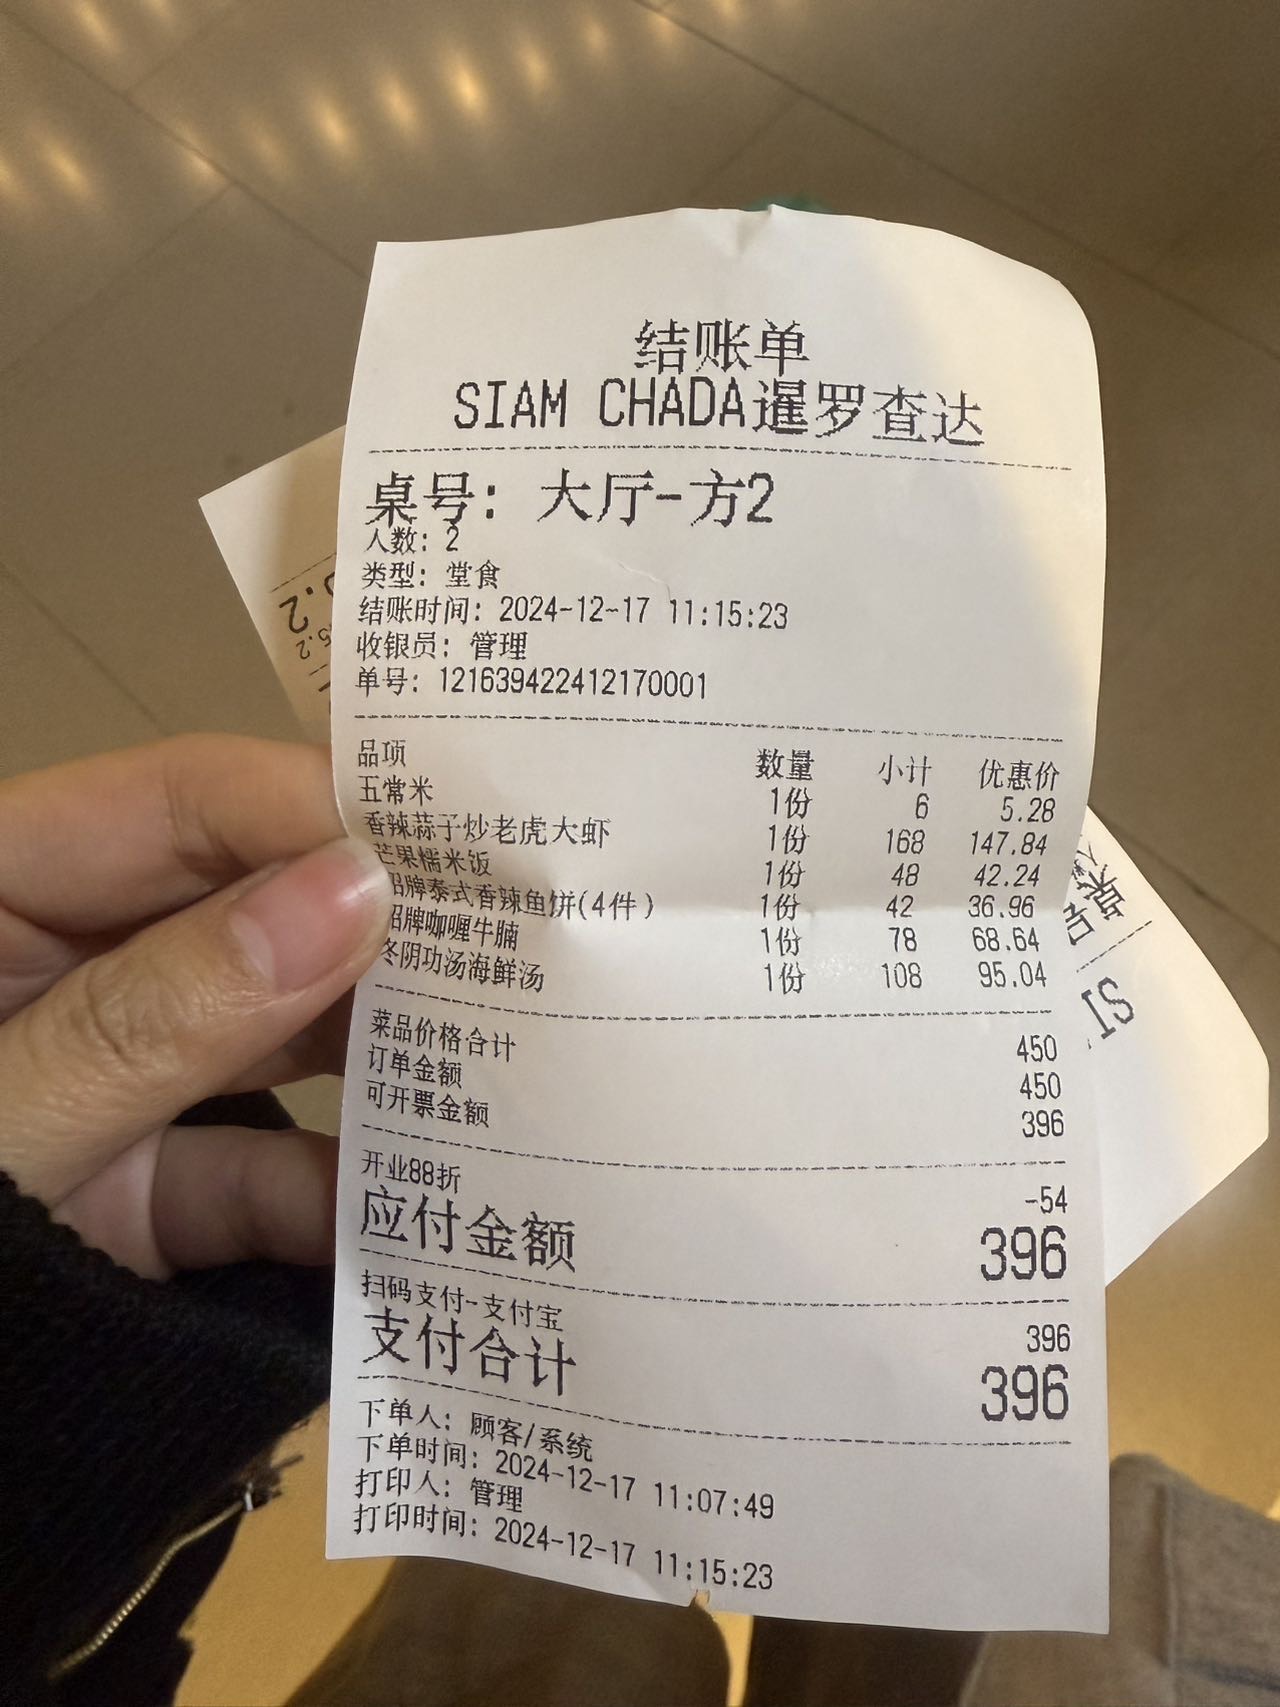 结账单
SIAM CHADA暹罗查达
桌号: 大厅-方2
人数: 2
类型: 堂食
结账时间: 2024-12-17 11:15:23
收银员: 管理
单号: 121639422412170001
品项 数量 小计 优惠价
五常米 1份 6 5.28
香辣蒜子炒老虎大虾 1份 168 147.84
芒果糯米饭 1份 48 42.24
招牌泰式香辣鱼饼(4件) 1份 42 36.96
招牌咖喱牛腩 1份 78 68.64
冬阴功汤海鲜汤 1份 108 95.04
菜品价格合计 450
订单金额 450
可开票金额 396
开业88折 -54
应付金额 396
扫码支付-支付宝 396
支付合计 396
下单人: 顾客/系统
下单时间: 2024-12-17 11:07:49
打印人: 管理
打印时间: 2024-12-17 11:15:23
桌号
SI